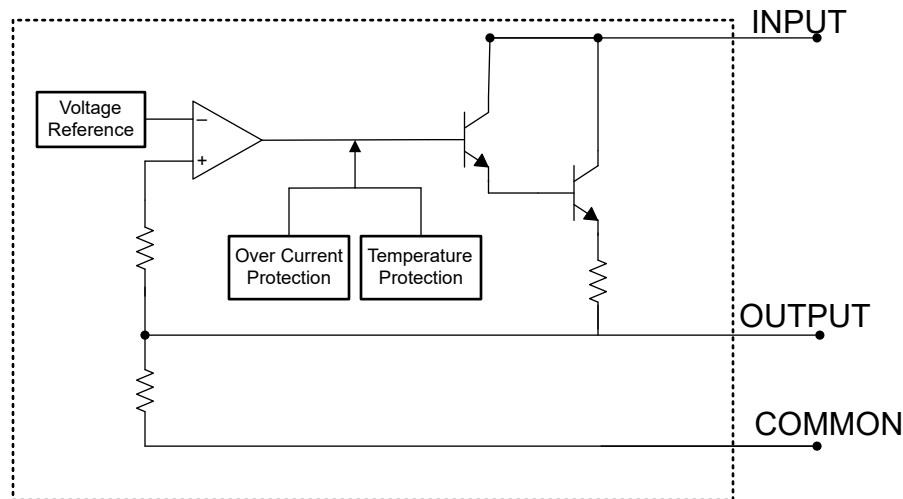 INPUT
Voltage
Reference
−
+
Over Current
Protection
Temperature
Protection
OUTPUT
COMMON